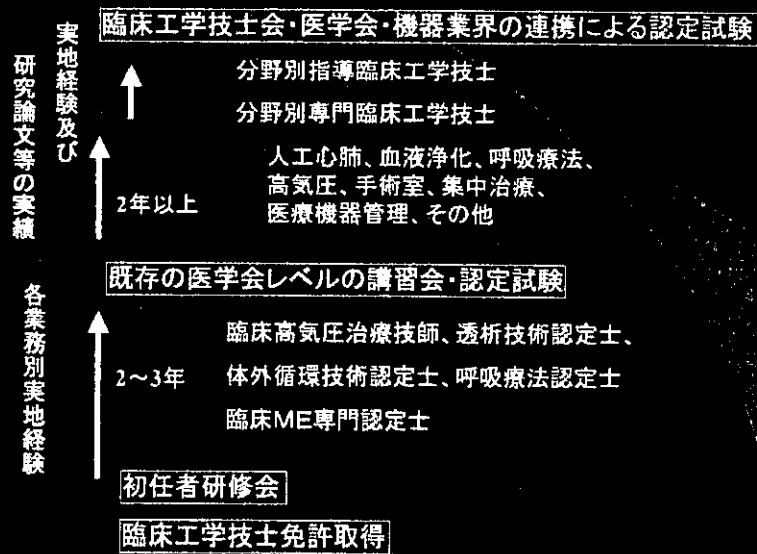 臨床工学技士会・医学会・機器業界の連携による認定試験
実地経験及び
研究論文等の実績
分野別指導臨床工学技士
分野別専門臨床工学技士
人工心肺、血液浄化、呼吸療法、
高気圧、手術室、集中治療、
医療機器管理、その他
2年以上
既存の医学会レベルの講習会・認定試験
各業務別実地経験
臨床高気圧治療技師、透析技術認定士、
2～3年
体外循環技術認定士、呼吸療法認定士
臨床ME専門認定士
初任者研修会
臨床工学技士免許取得